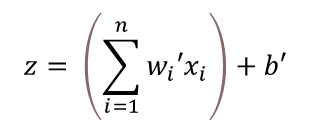 z = (∑_{i=1}^{n} w_i′x_i) + b′